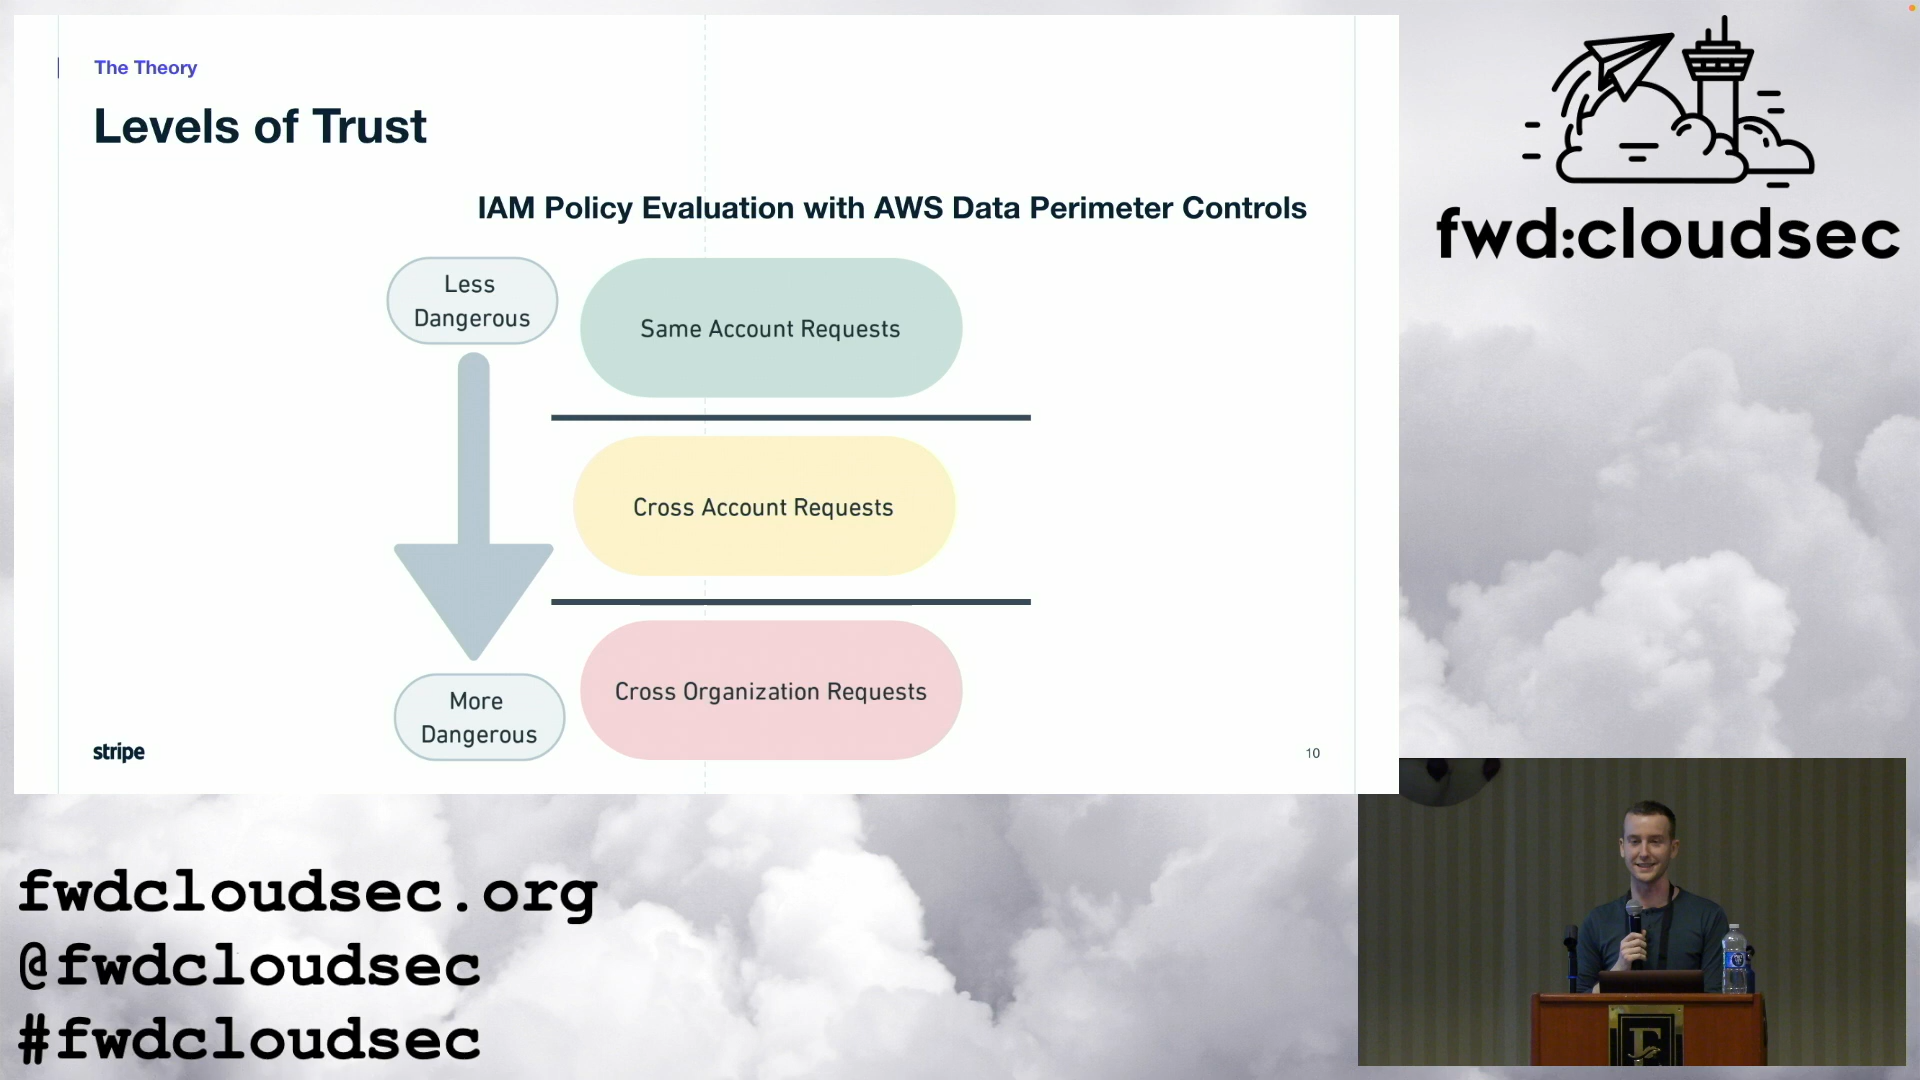 The Theory
Levels of Trust
IAM Policy Evaluation with AWS Data Perimeter Controls
Less
Dangerous
Same Account Requests
Cross Account Requests
Cross Organization Requests
More
Dangerous
stripe
10
fwd:cloudsec
fwdcloudsec.org
@fwdcloudsec
#fwdcloudsec